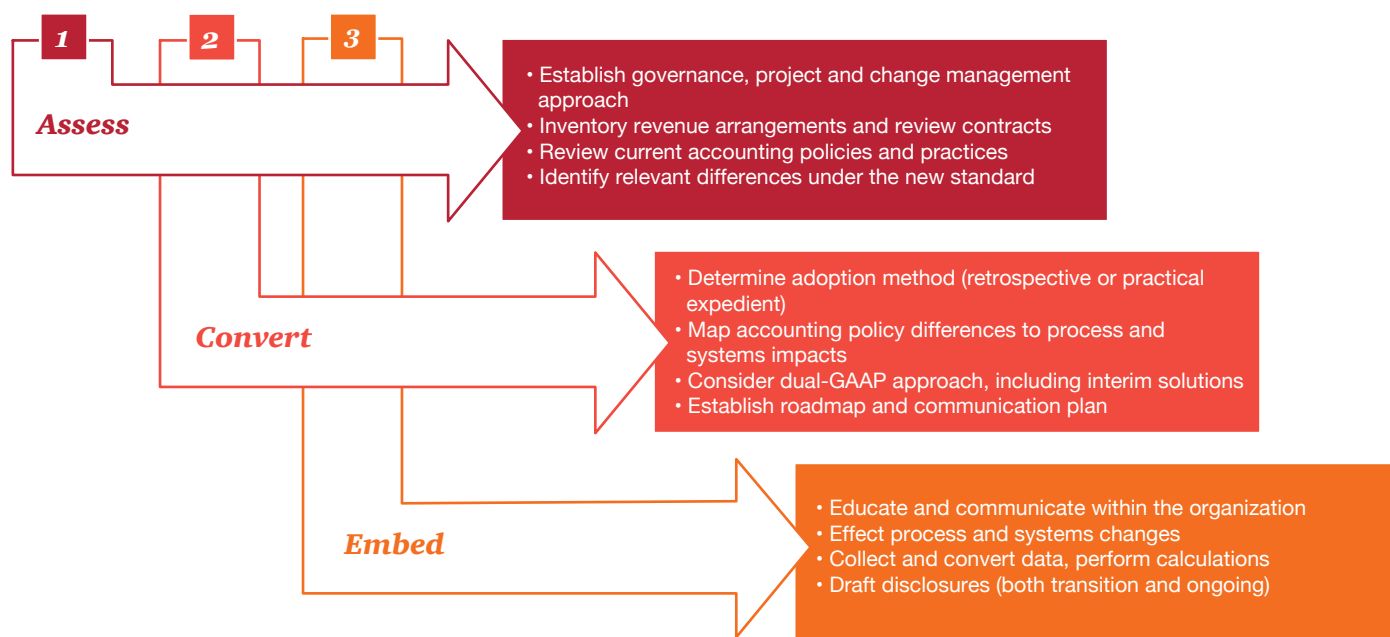 1
2
3
Assess
• Establish governance, project and change management
approach
• Inventory revenue arrangements and review contracts
• Review current accounting policies and practices
• Identify relevant differences under the new standard
Convert
• Determine adoption method (retrospective or practical
expedient)
• Map accounting policy differences to process and
systems impacts
• Consider dual-GAAP approach, including interim solutions
• Establish roadmap and communication plan
Embed
• Educate and communicate within the organization
• Effect process and systems changes
• Collect and convert data, perform calculations
• Draft disclosures (both transition and ongoing)